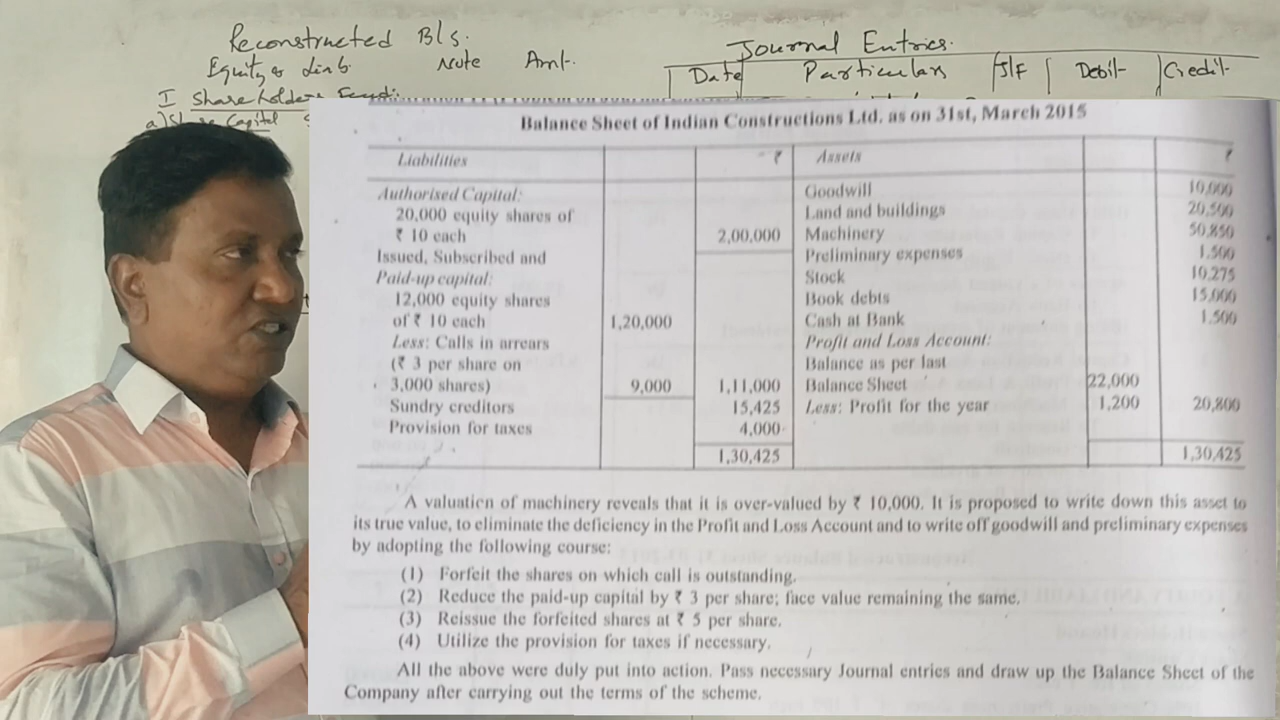 Reconstructed B/s.
Equity & Liab Note Amt.
I Shareholders Fund:
a) Share Capital
Journal Entries.
Date Particulars J/F Debit Credit
Balance Sheet of Indian Constructions Ltd. as on 31st, March 2015
Liabilities ₹ Assets ₹
Authorised Capital: Goodwill 10,000
20,000 equity shares of Land and buildings 20,500
₹ 10 each 2,00,000 Machinery 50,850
Issued, Subscribed and Preliminary expenses 1,500
Paid-up capital: Stock 10,275
12,000 equity shares Book debts 15,000
of ₹ 10 each 1,20,000 Cash at Bank 1,500
Less: Calls in arrears Profit and Loss Account:
(₹ 3 per share on Balance as per last
3,000 shares) 9,000 1,11,000 Balance Sheet 22,000
Sundry creditors 15,425 Less: Profit for the year 1,200 20,800
Provision for taxes 4,000
1,30,425 1,30,425
A valuation of machinery reveals that it is over-valued by ₹ 10,000. It is proposed to write down this asset to
its true value, to eliminate the deficiency in the Profit and Loss Account and to write off goodwill and preliminary expenses
by adopting the following course:
(1) Forfeit the shares on which call is outstanding.
(2) Reduce the paid-up capital by ₹ 3 per share; face value remaining the same.
(3) Reissue the forfeited shares at ₹ 5 per share.
(4) Utilize the provision for taxes if necessary.
All the above were duly put into action. Pass necessary Journal entries and draw up the Balance Sheet of the
Company after carrying out the terms of the scheme.